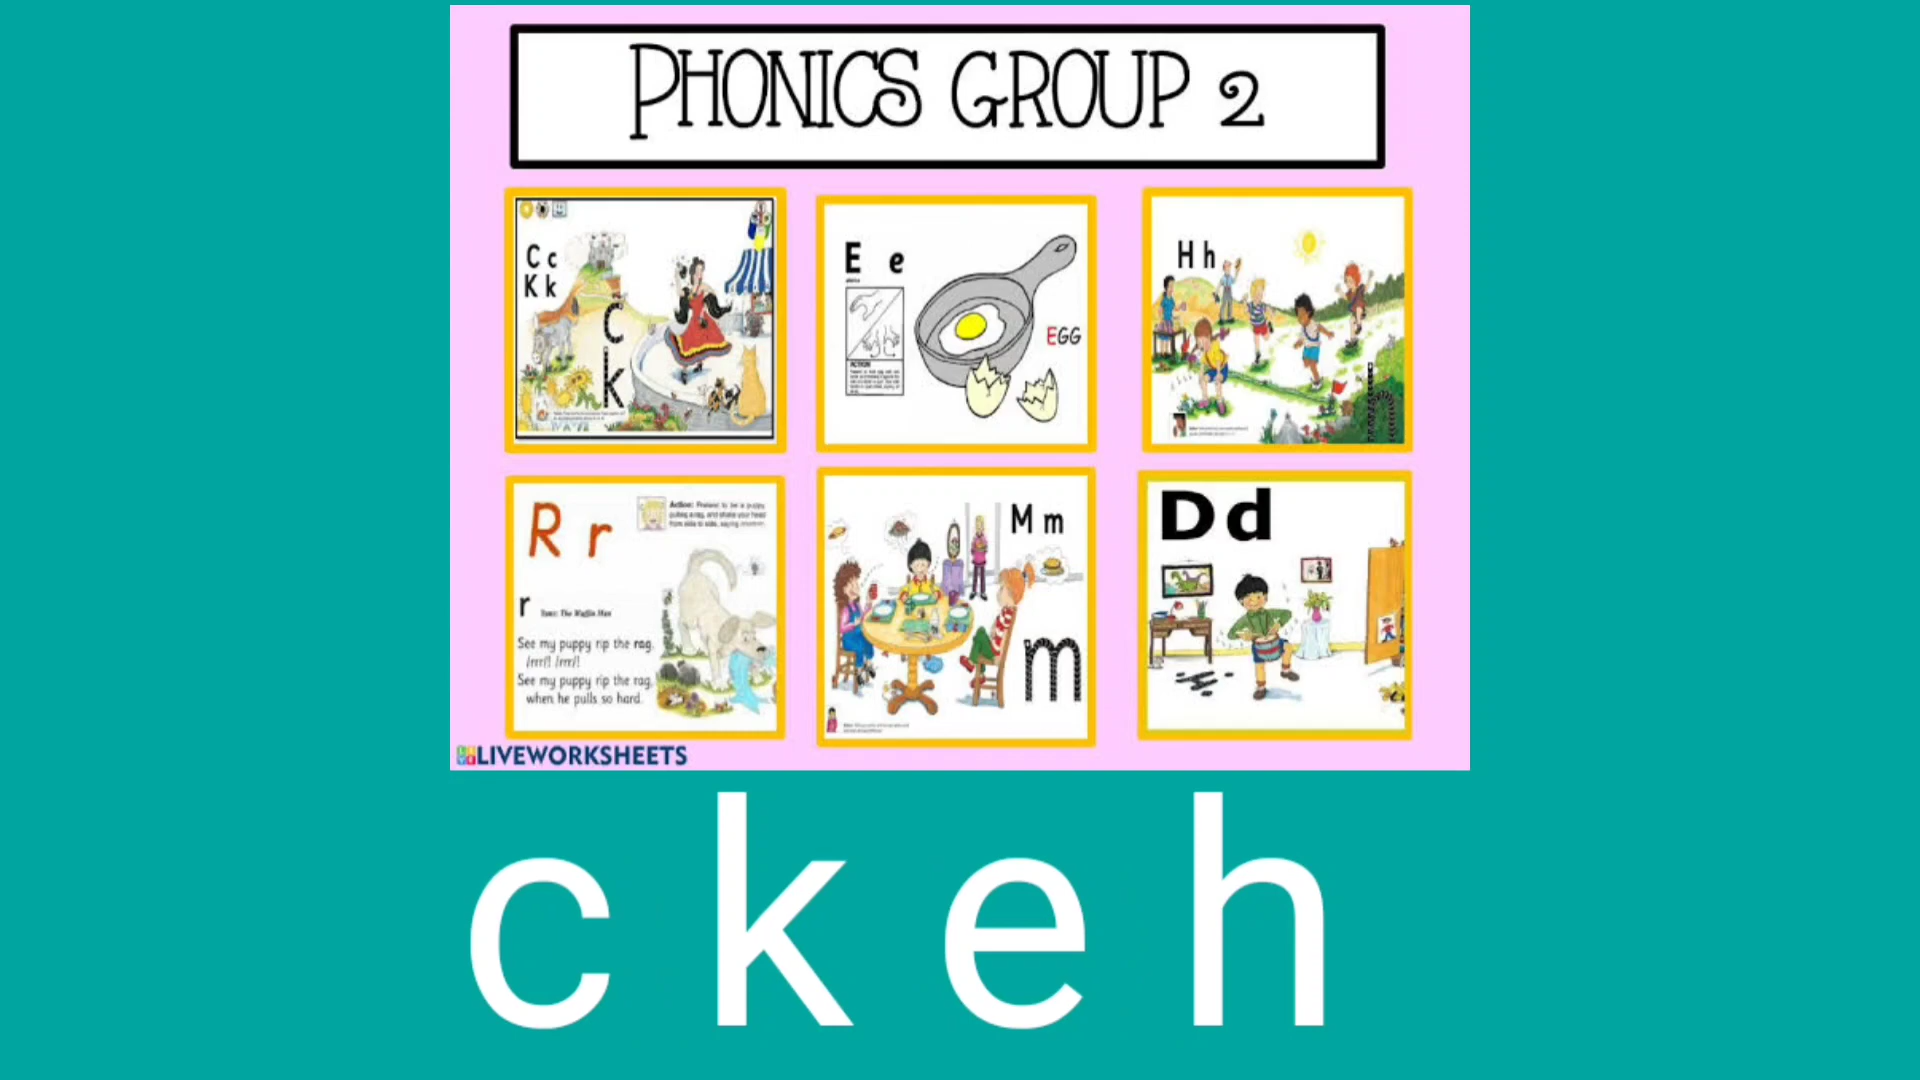 PHONICS GROUP 2
C c
K k
c
k
E e
ACTION
EGG
H h
h
R r
Action: Pretend to be a puppy
pulling a rag, and shake your head
from side to side, saying
r Tune: The Muffin Man
See my puppy rip the rag,
/rrr/! /rrr/!
See my puppy rip the rag,
when he pulls so hard.
M m
m
D d
LIVEWORKSHEETS
c k e h